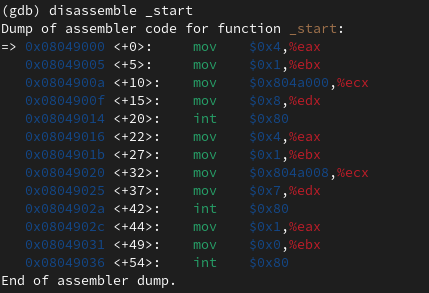 (gdb) disassemble _start
Dump of assembler code for function _start:
=> 0x08049000 <+0>:     mov    $0x4,%eax
   0x08049005 <+5>:     mov    $0x1,%ebx
   0x0804900a <+10>:    mov    $0x804a000,%ecx
   0x0804900f <+15>:    mov    $0x8,%edx
   0x08049014 <+20>:    int    $0x80
   0x08049016 <+22>:    mov    $0x4,%eax
   0x0804901b <+27>:    mov    $0x1,%ebx
   0x08049020 <+32>:    mov    $0x804a008,%ecx
   0x08049025 <+37>:    mov    $0x7,%edx
   0x0804902a <+42>:    int    $0x80
   0x0804902c <+44>:    mov    $0x1,%eax
   0x08049031 <+49>:    mov    $0x0,%ebx
   0x08049036 <+54>:    int    $0x80
End of assembler dump.